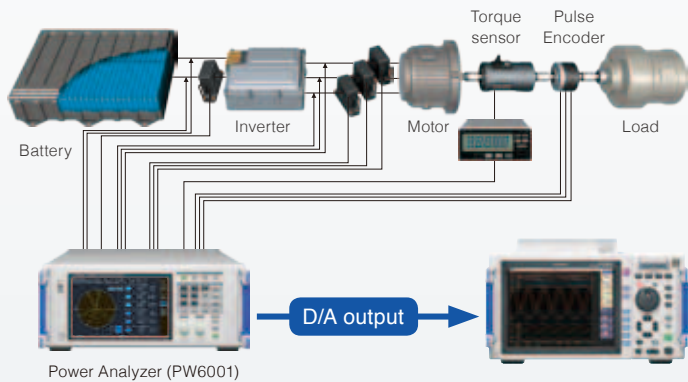 Torque
sensor
Pulse
Encoder
Battery
Inverter
Motor
Load
D/A output
Power Analyzer (PW6001)